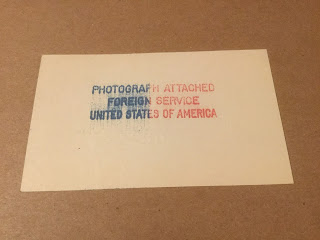 PHOTOGRAPH ATTACHED
FOREIGN SERVICE
UNITED STATES OF AMERICA